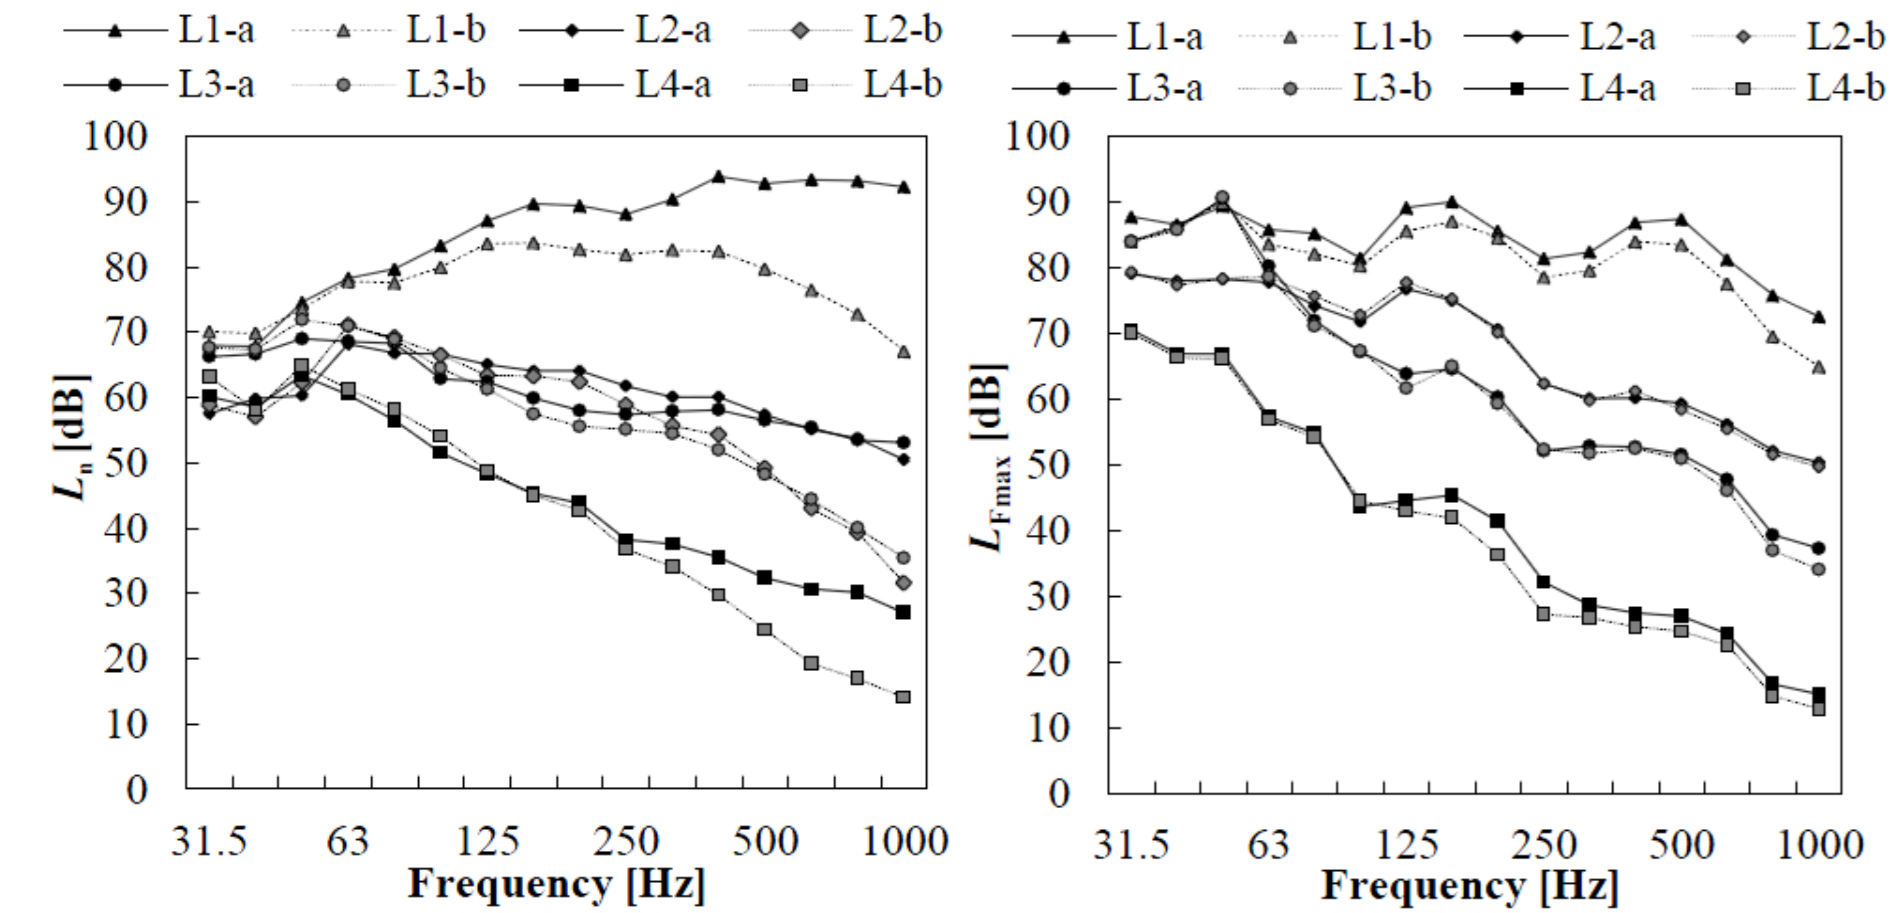 L1-a L1-b L2-a L2-b
L3-a L3-b L4-a L4-b
100
90
80
70
60
50
40
30
20
10
0
Ln [dB]
31.5 63 125 250 500 1000
Frequency [Hz]
L1-a L1-b L2-a L2-b
L3-a L3-b L4-a L4-b
100
90
80
70
60
50
40
30
20
10
0
LFmax [dB]
31.5 63 125 250 500 1000
Frequency [Hz]